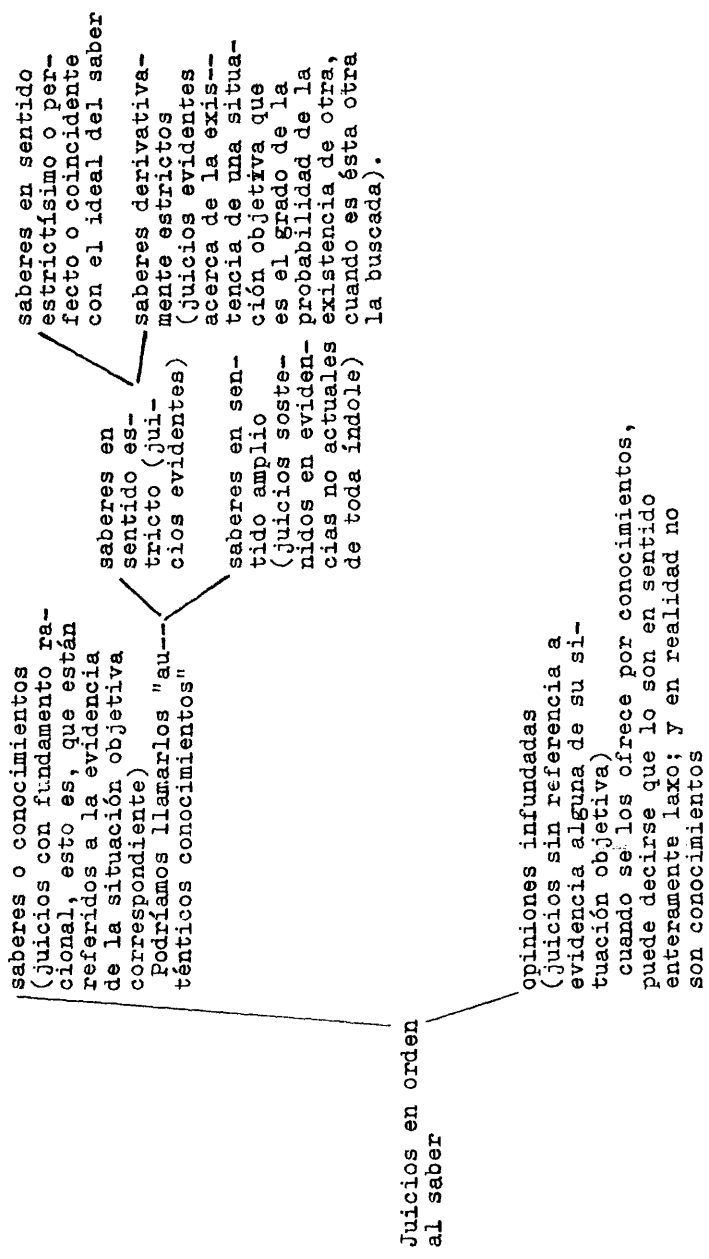 Juicios en orden
al saber
saberes o conocimientos
(juicios con fundamento ra-
cional, esto es, que están
referidos a la evidencia
de la situación objetiva
correspondiente)
Podríamos llamarlos "au--
ténticos conocimientos"
saberes en
sentido es-
tricto (jui-
cios evidentes)
saberes en sentido
estrictísimo o per-
fecto o coincidente
con el ideal del saber
saberes derivativa-
mente estrictos
(juicios evidentes
acerca de la exis--
tencia de una situa-
ción objetiva que
es el grado de la
probabilidad de la
existencia de otra,
cuando es ésta otra
la buscada).
saberes en sen-
tido amplio
(juicios soste-
nidos en eviden-
cias no actuales
de toda índole)
opiniones infundadas
(juicios sin referencia a
evidencia alguna de su si-
tuación objetiva)
cuando se los ofrece por conocimientos,
puede decirse que lo son en sentido
enteramente laxo; y en realidad no
son conocimientos